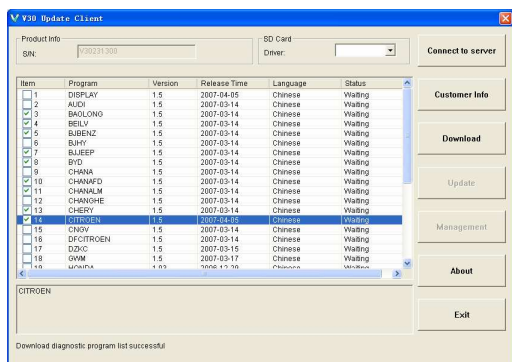 V30 Update Client
Product Info
S/N: V30231300
SD Card
Driver:
Connect to server
Item Program Version Release Time Language Status
1 DISPLAY 1.5 2007-04-05 Chinese Waiting
2 AUDI 1.5 2007-03-14 Chinese Waiting
3 BAOLONG 1.5 2007-03-14 Chinese Waiting
4 BEILV 1.5 2007-03-14 Chinese Waiting
5 BJBENZ 1.5 2007-03-14 Chinese Waiting
6 BJHY 1.5 2007-03-14 Chinese Waiting
7 BJJEEP 1.5 2007-03-14 Chinese Waiting
8 BYD 1.5 2007-03-14 Chinese Waiting
9 CHANA 1.5 2007-03-14 Chinese Waiting
10 CHANAFD 1.5 2007-03-14 Chinese Waiting
11 CHANALM 1.5 2007-03-14 Chinese Waiting
12 CHANGHE 1.5 2007-03-14 Chinese Waiting
13 CHERY 1.5 2007-03-14 Chinese Waiting
14 CITROEN 1.5 2007-04-05 Chinese Waiting
15 CNGV 1.5 2007-03-14 Chinese Waiting
16 DFCITROEN 1.5 2007-03-14 Chinese Waiting
17 DZKC 1.5 2007-03-15 Chinese Waiting
18 GWM 1.5 2007-03-17 Chinese Waiting
19 HONDA 1.03 2006-12-29 Chinese Waiting
Customer Info
Download
Update
Management
About
Exit
CITROEN
Download diagnostic program list successful